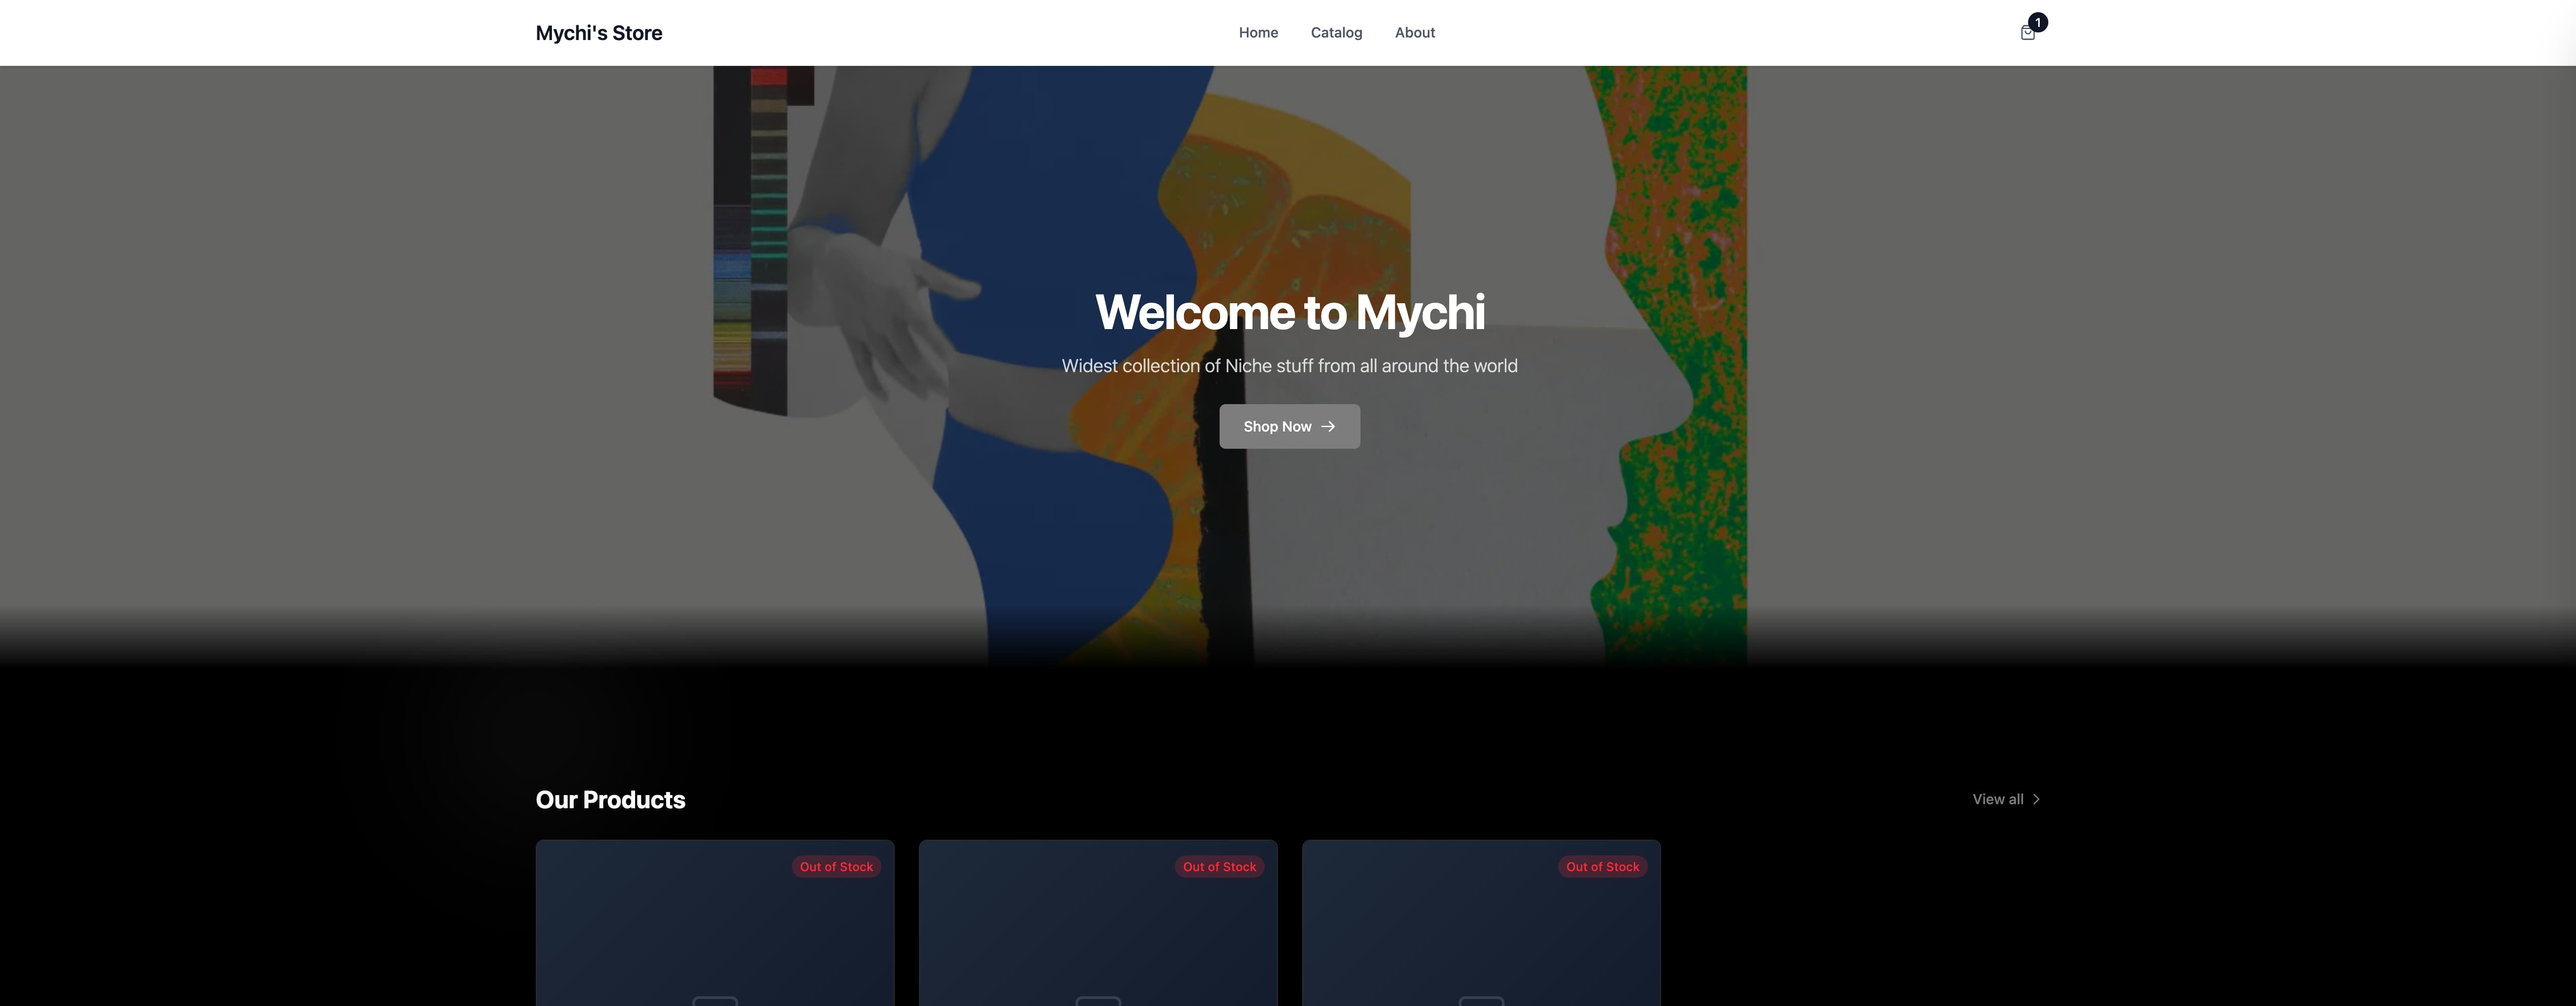 Mychi's Store
Home
Catalog
About
1
Welcome to Mychi
Widest collection of Niche stuff from all around the world
Shop Now →
Our Products
View all >
Out of Stock
Out of Stock
Out of Stock